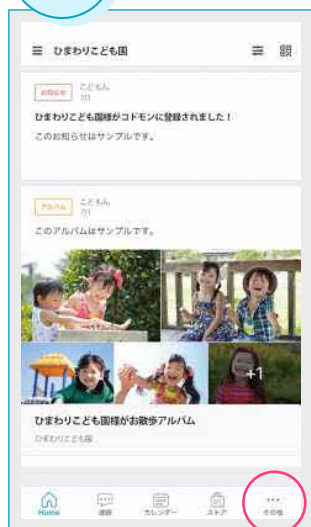 ひまわりこども園
お知らせ
こどもん
7/1
ひまわりこども園様がコドモンに登録されました！
このお知らせはサンプルです。
アルバム
こどもん
7/1
このアルバムはサンプルです。
+1
ひまわりこども園様がお散歩アルバム
ひまわりこども園
Home
連絡
カレンダー
ストア
その他